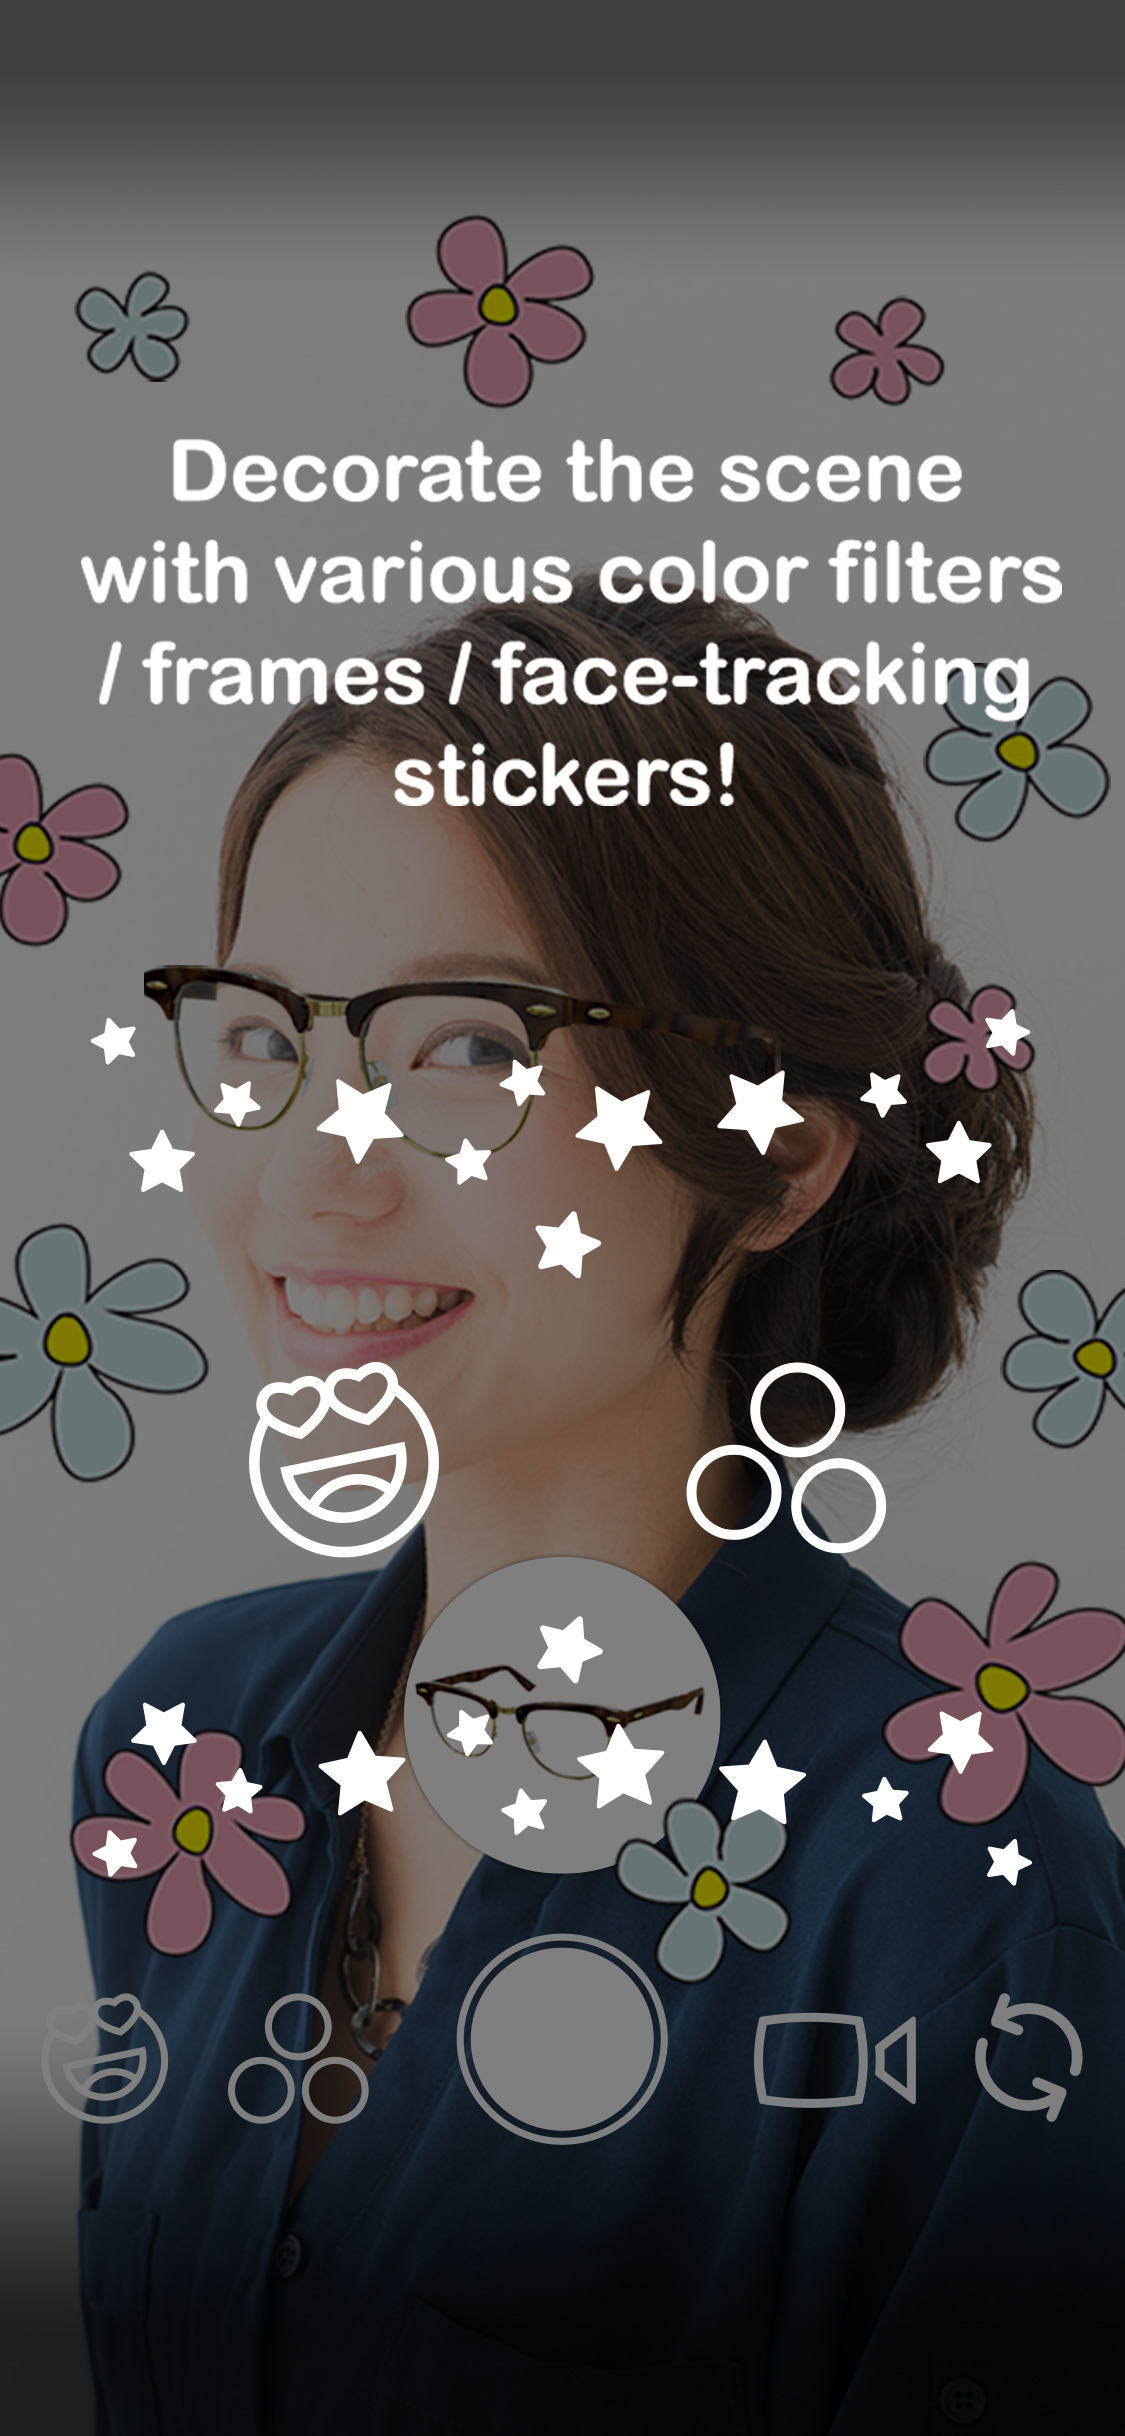 Decorate the scene
with various color filters
/ frames / face-tracking
stickers!